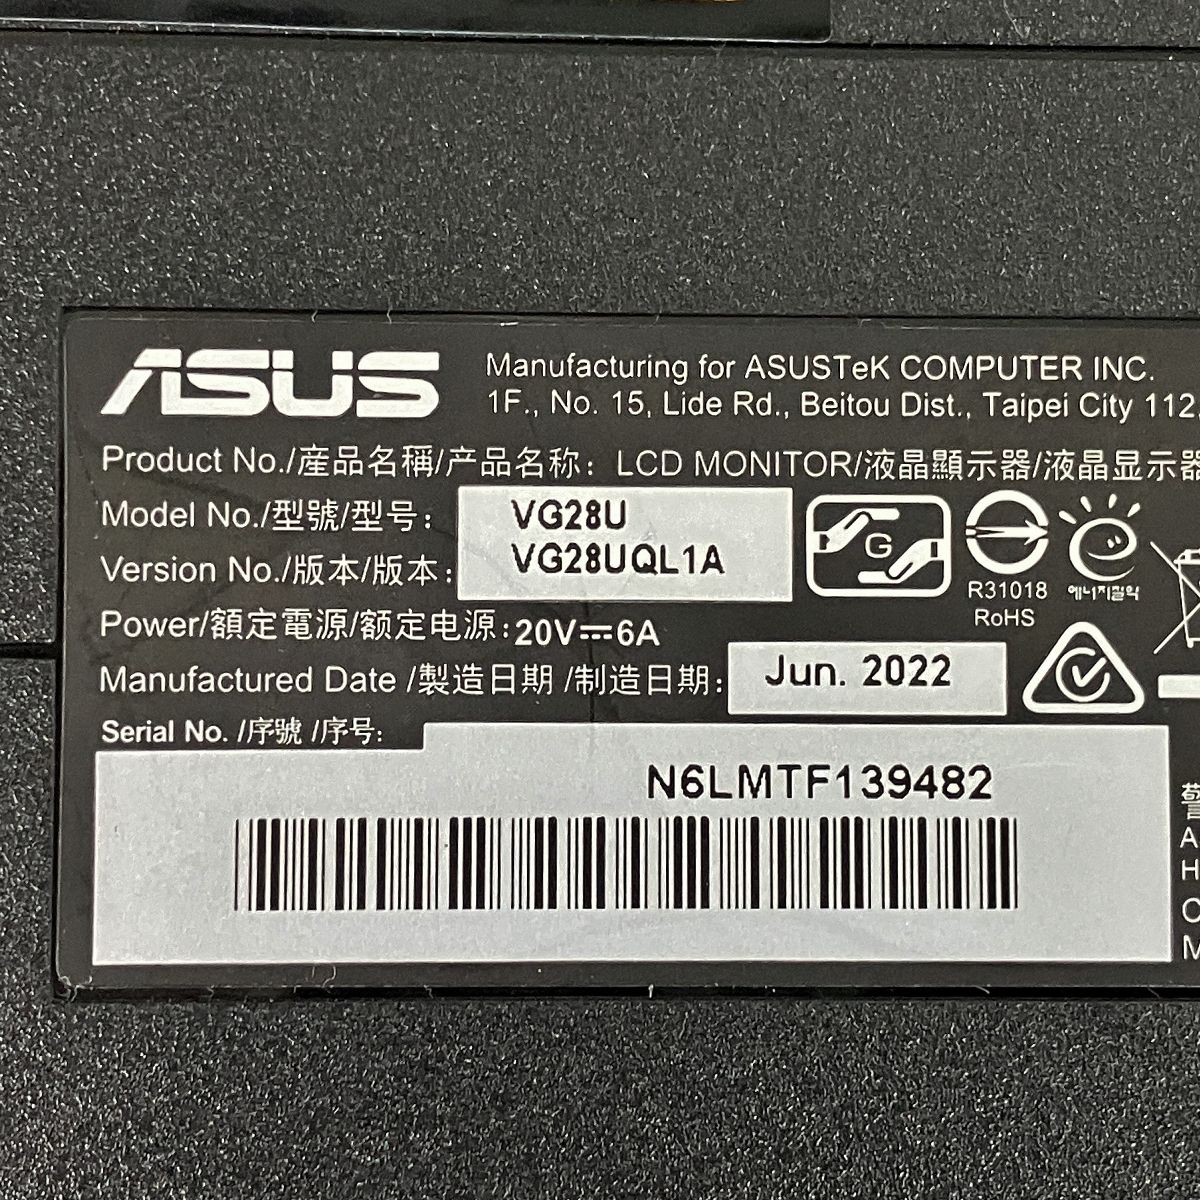 ASUS
Manufacturing for ASUSTeK COMPUTER INC.
1F., No. 15, Lide Rd., Beitou Dist., Taipei City 112
Product No./產品名稱/产品名称：LCD MONITOR/液晶顯示器/液晶显示器
Model No./型號/型号：VG28U
Version No./版本/版本：VG28UQL1A
G
R31018
RoHS
에너지절약
Power/額定電源/额定电源:20V⎓6A
Manufactured Date /製造日期 /制造日期：Jun. 2022
Serial No. /序號 /序号：
N6LMTF139482
警
A
H
C
M